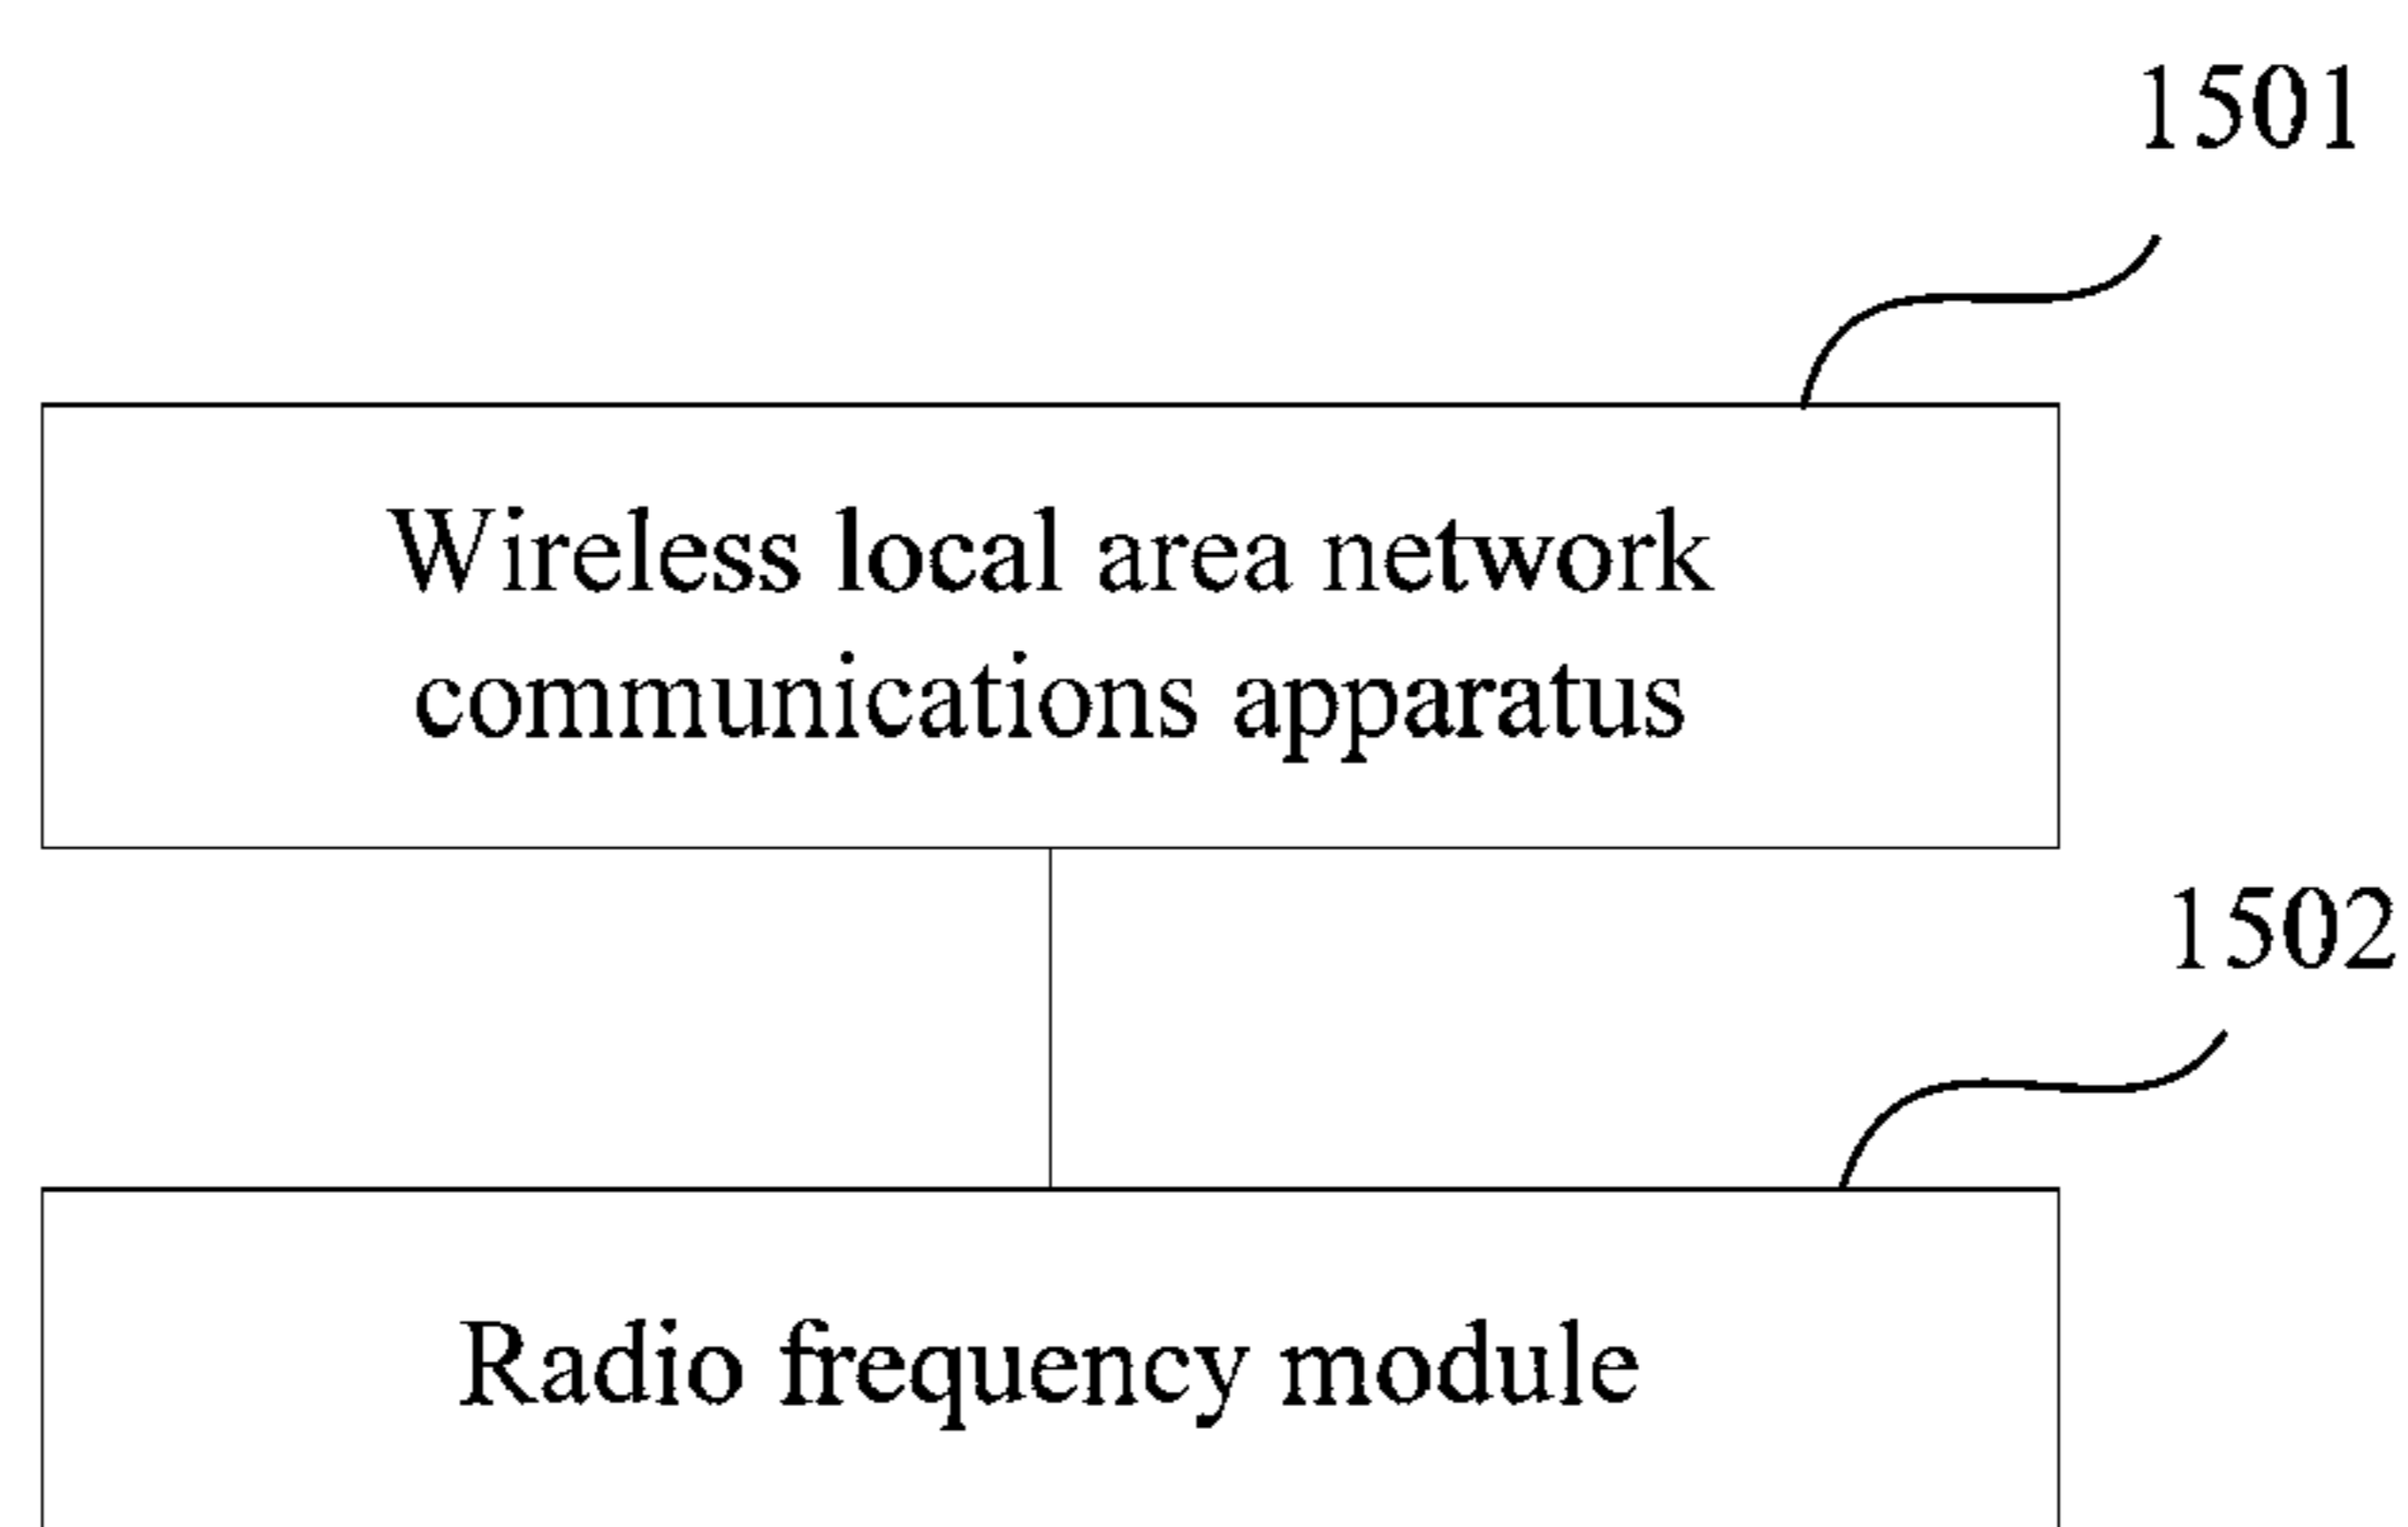 1501
Wireless local area network
communications apparatus
1502
Radio frequency module